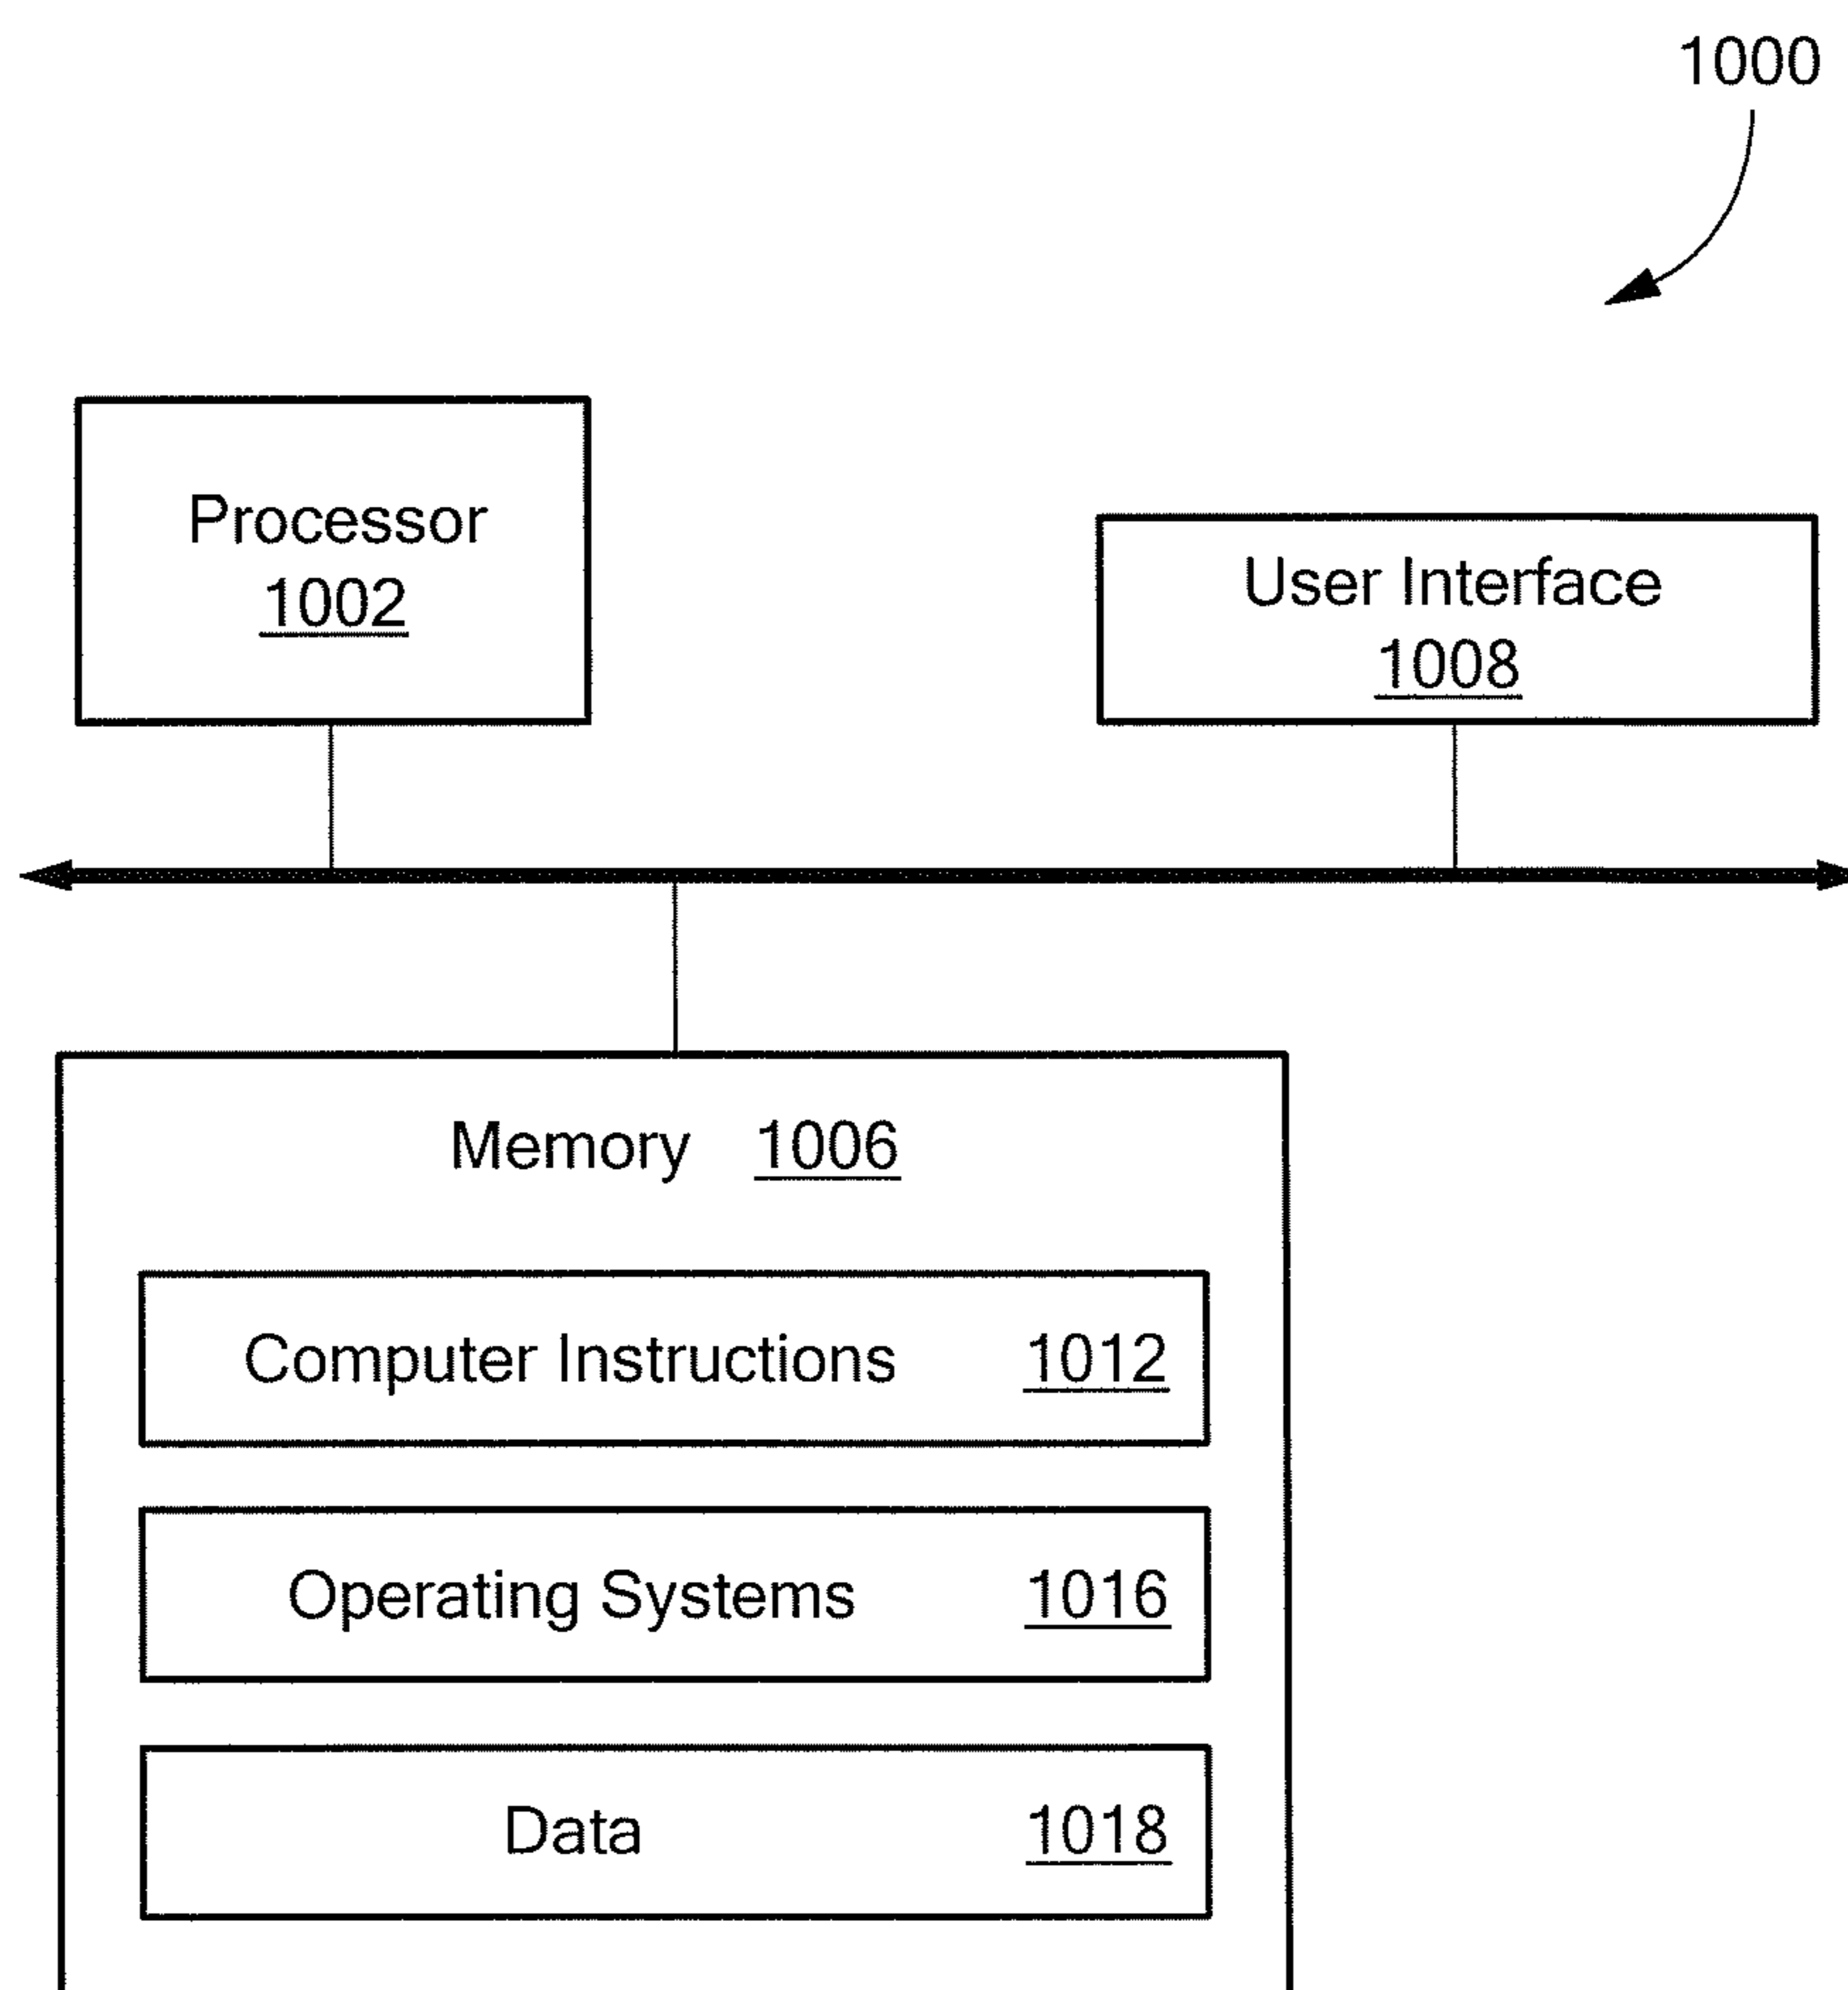 1000
Processor
1002
User Interface
1008
Memory 1006
Computer Instructions 1012
Operating Systems 1016
Data 1018